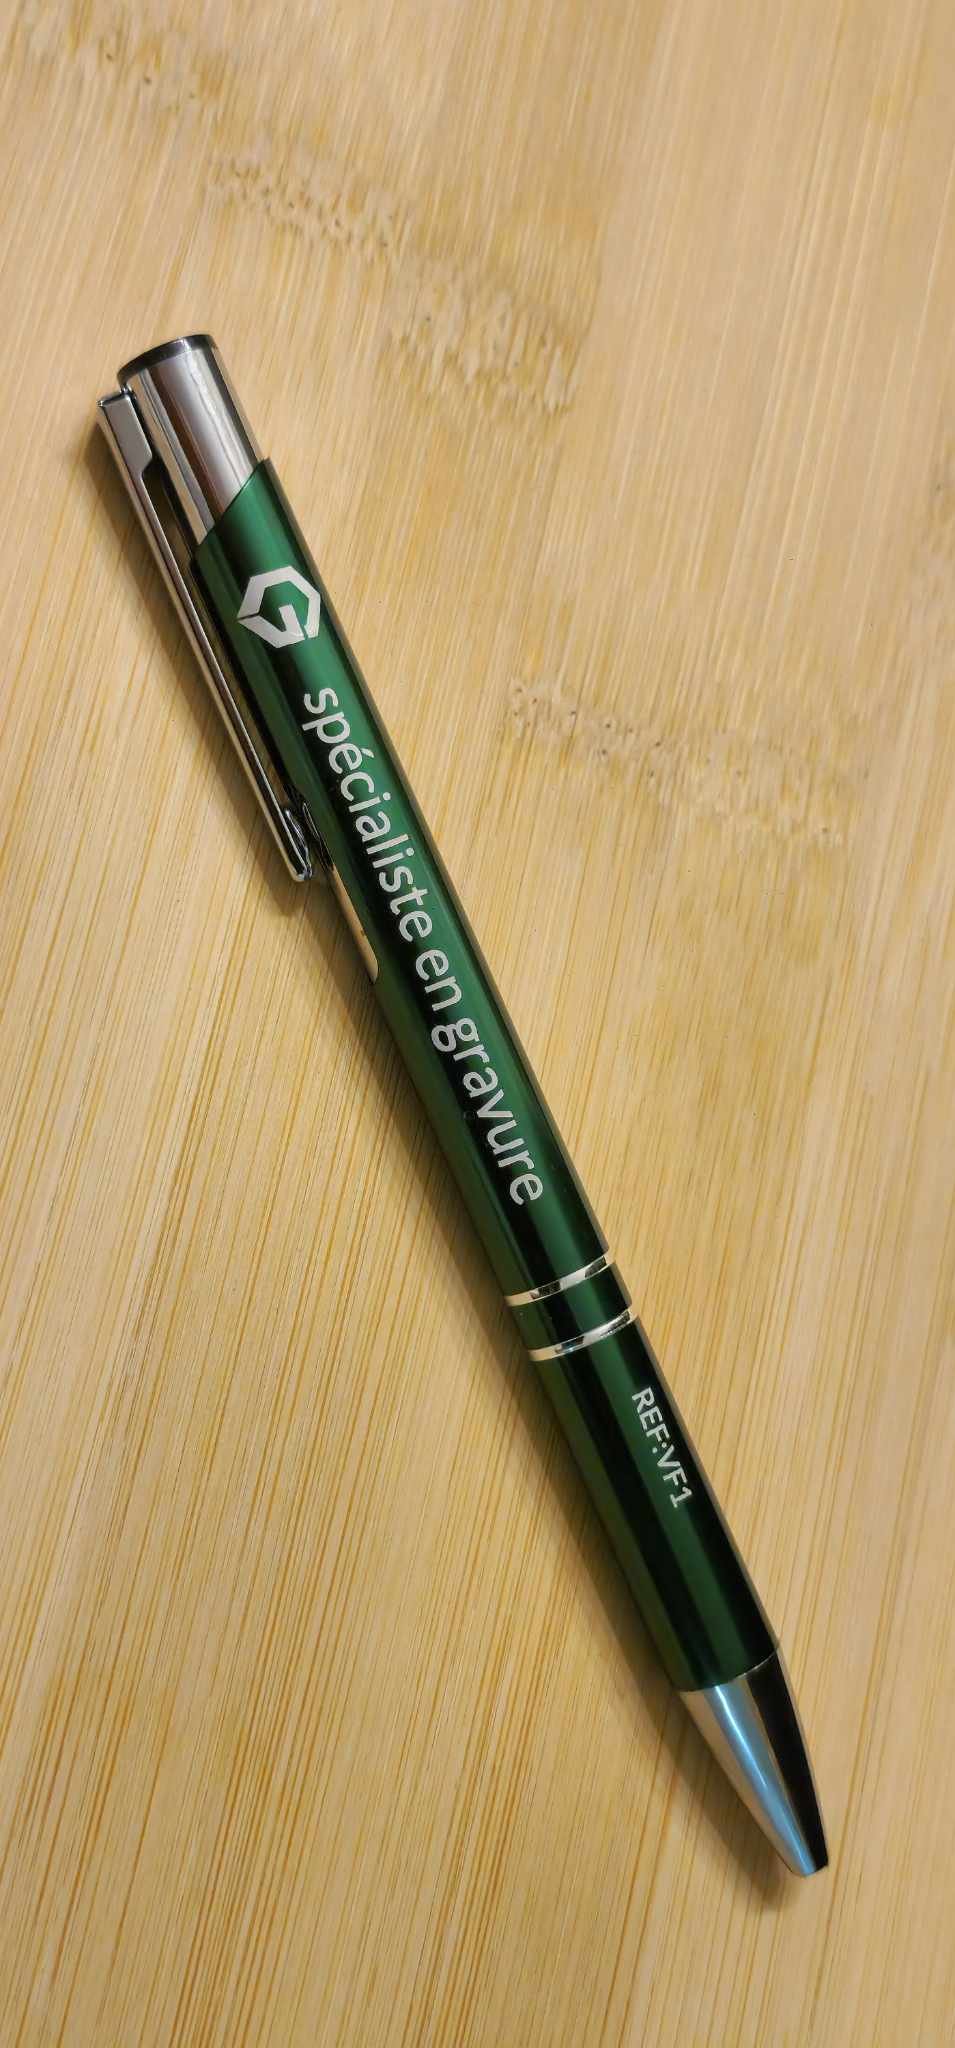 G
spécialiste en gravure
REF:VF1